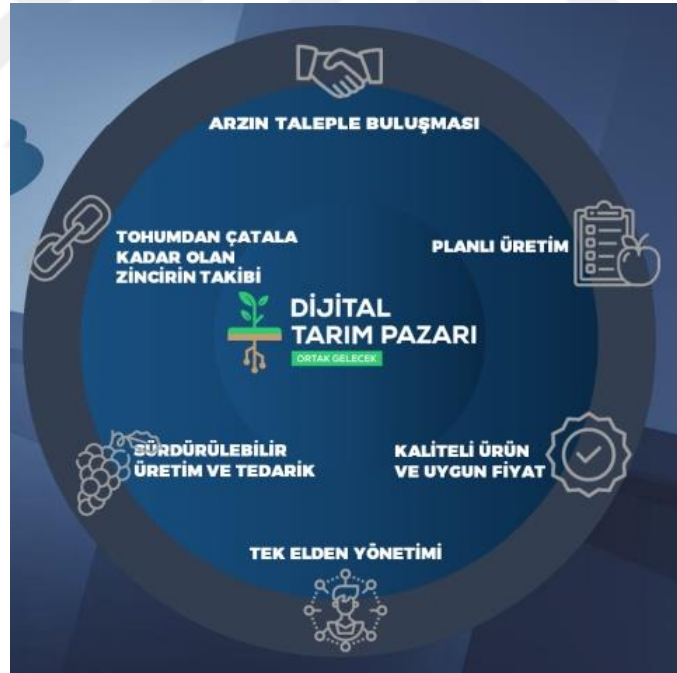 ARZIN TALEPLE BULUŞMASI
TOHUMDAN ÇATALA
KADAR OLAN
ZİNCİRİN TAKİBİ
PLANLI ÜRETİM
DİJİTAL
TARIM PAZARI
ORTAK GELECEK
SÜRDÜRÜLEBİLİR
ÜRETİM VE TEDARİK
KALİTELİ ÜRÜN
VE UYGUN FİYAT
TEK ELDEN YÖNETİMİ